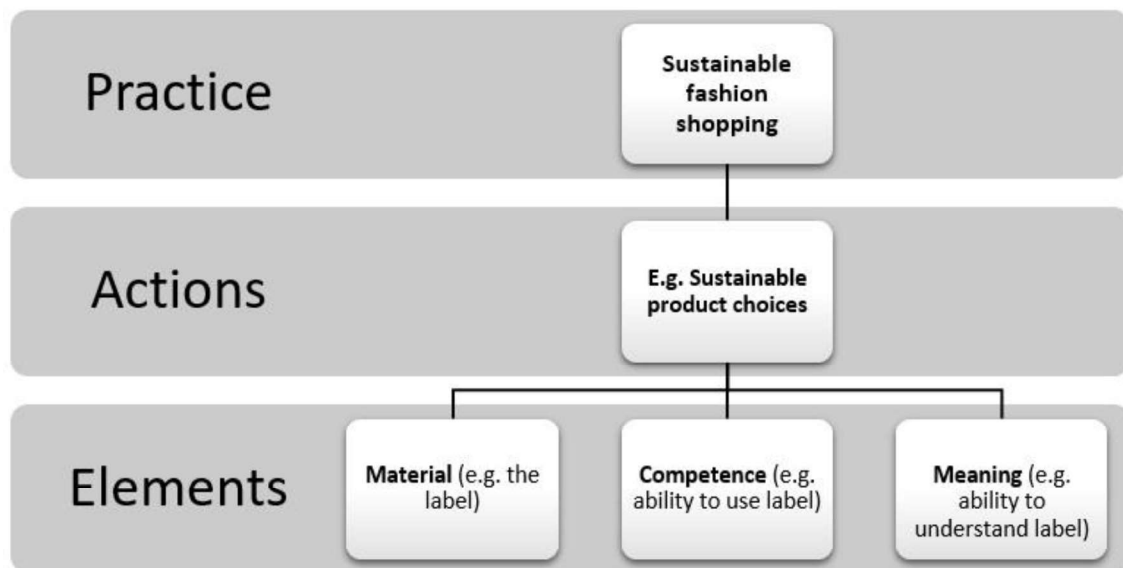 Practice
Sustainable
fashion
shopping
Actions
E.g. Sustainable
product choices
Elements
Material (e.g. the
label)
Competence (e.g.
ability to use label)
Meaning (e.g.
ability to
understand label)